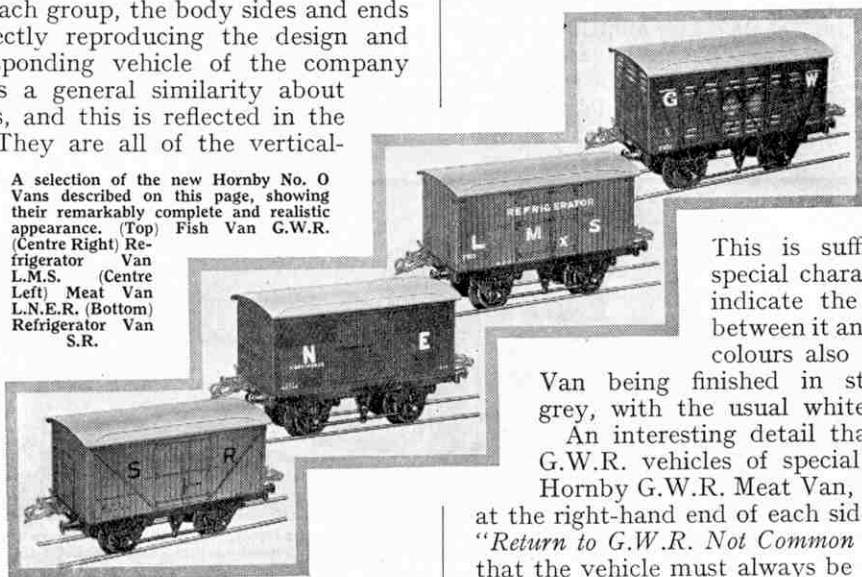 each group, the body sides and ends
ectly reproducing the design and
sponding vehicle of the company
s a general similarity about
s, and this is reflected in the
They are all of the vertical-
A selection of the new Hornby No. O
Vans described on this page, showing
their remarkably complete and realistic
appearance. (Top) Fish Van G.W.R.
(Centre Right) Re-
frigerator Van
L.M.S. (Centre
Left) Meat Van
L.N.E.R. (Bottom)
Refrigerator Van
S.R.
G W
REFRIGERATOR
L M X S
N E
S R
This is suff
special chara
indicate the
between it an
colours also
Van being finished in st
grey, with the usual white
An interesting detail tha
G.W.R. vehicles of special
Hornby G.W.R. Meat Van,
at the right-hand end of each sid
"Return to G.W.R. Not Common
that the vehicle must always be